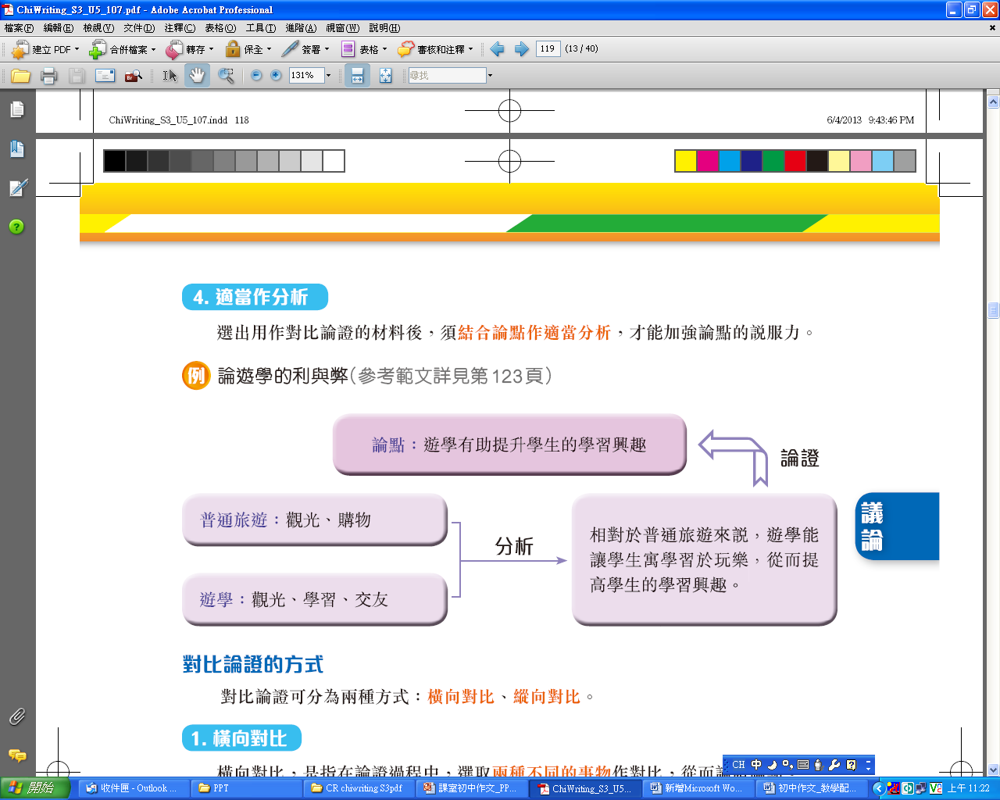 ChiWriting_S3_U5_107.pdf - Adobe Acrobat Professional
檔案(F) 編輯(E) 檢視(V) 文件(D) 注釋(C) 表格(O) 工具(T) 進階(A) 視窗(W) 說明(H)
建立 PDF 合併檔案 轉存 保全 簽署 表格 審核和注釋 119 (13 / 40)
131% 尋找
ChiWriting_S3_U5_107.indd 118
6/4/2013 9:43:46 PM
4. 適當作分析
選出用作對比論證的材料後，須結合論點作適當分析，才能加強論點的説服力。
例 論遊學的利與弊（參考範文詳見第 123 頁）
論點：遊學有助提升學生的學習興趣
論證
普通旅遊：觀光、購物
遊學：觀光、學習、交友
分析
相對於普通旅遊來説，遊學能
讓學生寓學習於玩樂，從而提
高學生的學習興趣。
議
論
對比論證的方式
對比論證可分為兩種方式：橫向對比、縱向對比。
1. 橫向對比
橫向對比，是指在論證過程中，選取兩種不同的事物作對比，從而論
CH 中
開始 收件匣 - Outlook ... PPT CR chiwriting S3pdf 課室初中作文_PP... ChiWriting_S3_U5... 新增Microsoft Wo... 初中作文_教學配... 上午 11:22